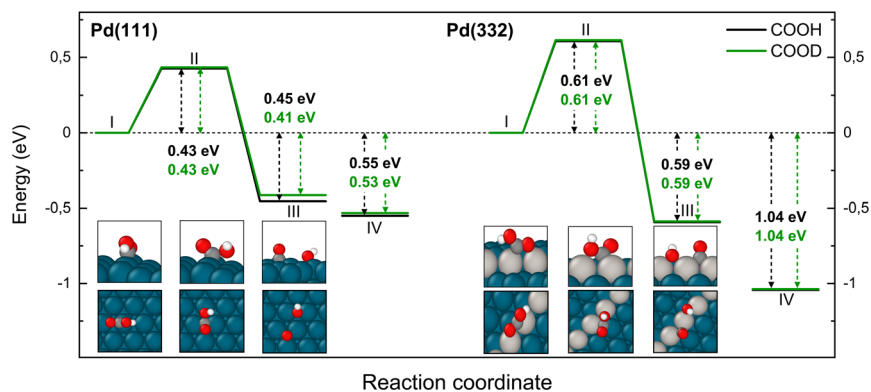 Pd(111)
Pd(332)
COOH
COOD
Energy (eV)
0,5
0
-0,5
-1
I
II
0.43 eV
0.43 eV
0.45 eV
0.41 eV
III
0.55 eV
0.53 eV
IV
I
II
0.61 eV
0.61 eV
0.59 eV
0.59 eV
III
1.04 eV
1.04 eV
IV
0,5
0
-0,5
-1
Reaction coordinate